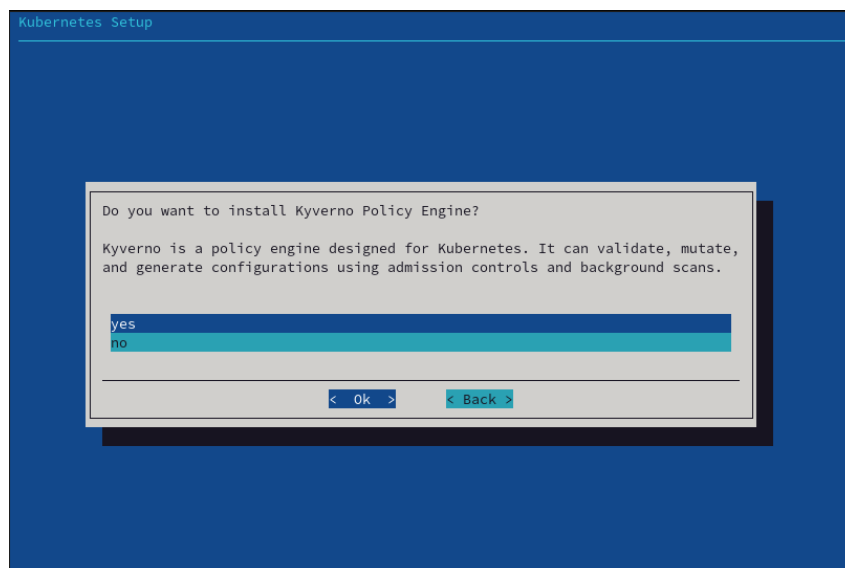 Kubernetes Setup
Do you want to install Kyverno Policy Engine?
Kyverno is a policy engine designed for Kubernetes. It can validate, mutate,
and generate configurations using admission controls and background scans.
yes
no
< Ok > < Back >